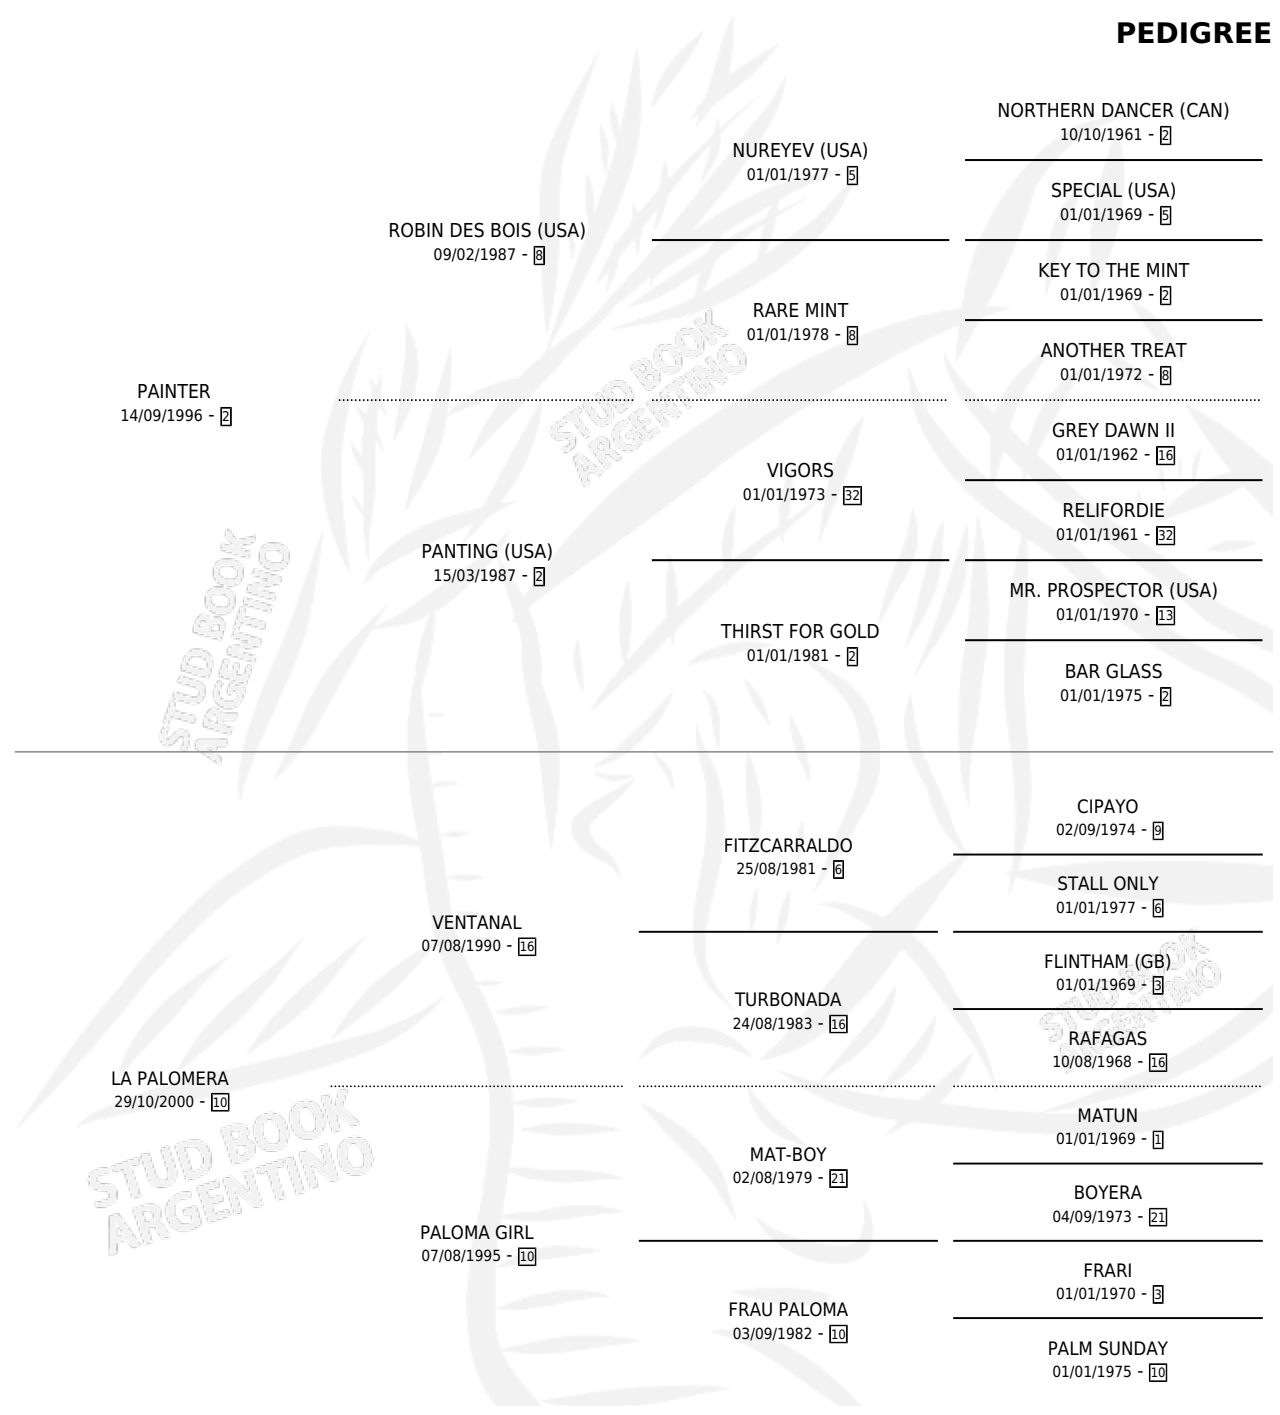 PEDIGREE
NORTHERN DANCER (CAN)
10/10/1961 - 2
NUREYEV (USA)
01/01/1977 - 5
SPECIAL (USA)
01/01/1969 - 5
ROBIN DES BOIS (USA)
09/02/1987 - 8
KEY TO THE MINT
01/01/1969 - 2
RARE MINT
01/01/1978 - 8
ANOTHER TREAT
01/01/1972 - 8
PAINTER
14/09/1996 - 2
GREY DAWN II
01/01/1962 - 16
VIGORS
01/01/1973 - 32
RELIFORDIE
01/01/1961 - 32
PANTING (USA)
15/03/1987 - 2
MR. PROSPECTOR (USA)
01/01/1970 - 13
THIRST FOR GOLD
01/01/1981 - 2
BAR GLASS
01/01/1975 - 2
CIPAYO
02/09/1974 - 9
FITZCARRALDO
25/08/1981 - 6
STALL ONLY
01/01/1977 - 6
VENTANAL
07/08/1990 - 16
FLINTHAM (GB)
01/01/1969 - 3
TURBONADA
24/08/1983 - 16
RAFAGAS
10/08/1968 - 16
LA PALOMERA
29/10/2000 - 10
MATUN
01/01/1969 - 1
MAT-BOY
02/08/1979 - 21
BOYERA
04/09/1973 - 21
PALOMA GIRL
07/08/1995 - 10
FRARI
01/01/1970 - 3
FRAU PALOMA
03/09/1982 - 10
PALM SUNDAY
01/01/1975 - 10
STUD BOOK
ARGENTINO
STUD BOOK
ARGENTINO
STUD BOOK
ARGENTINO
STUD BOOK
ARGENTINO